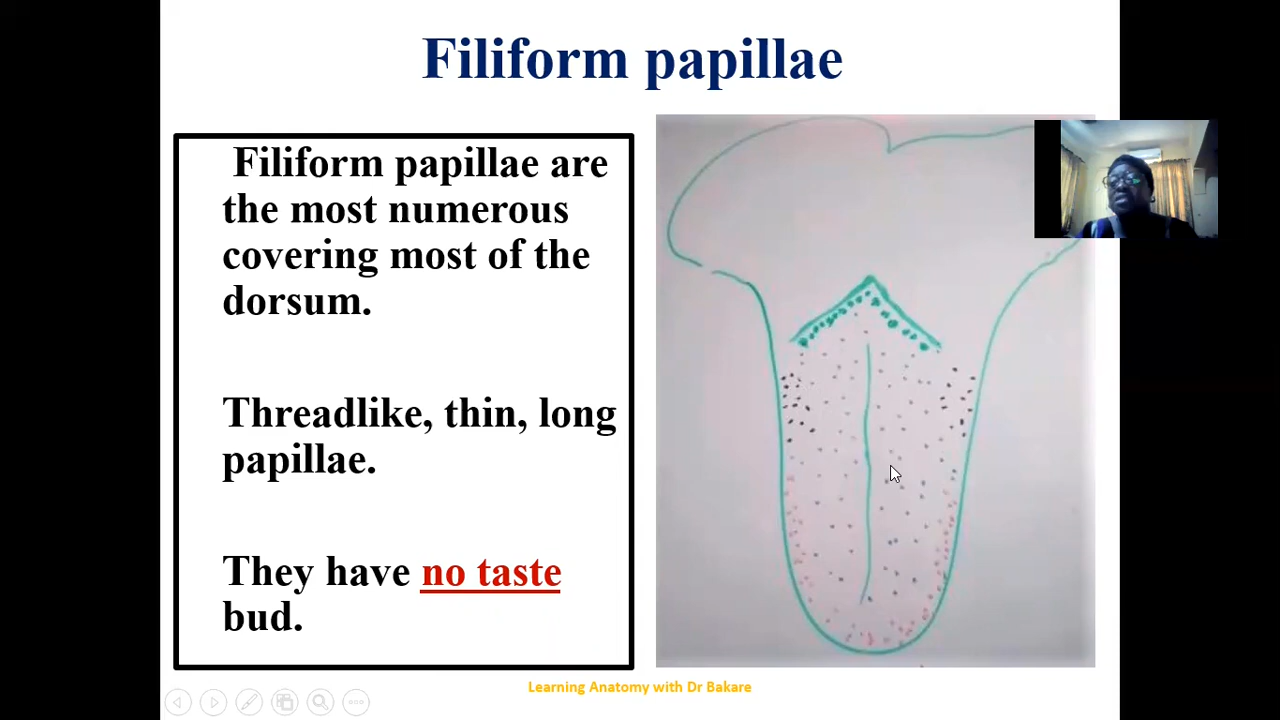 Filiform papillae
Filiform papillae are
the most numerous
covering most of the
dorsum.
Threadlike, thin, long
papillae.
They have no taste
bud.
Learning Anatomy with Dr Bakare